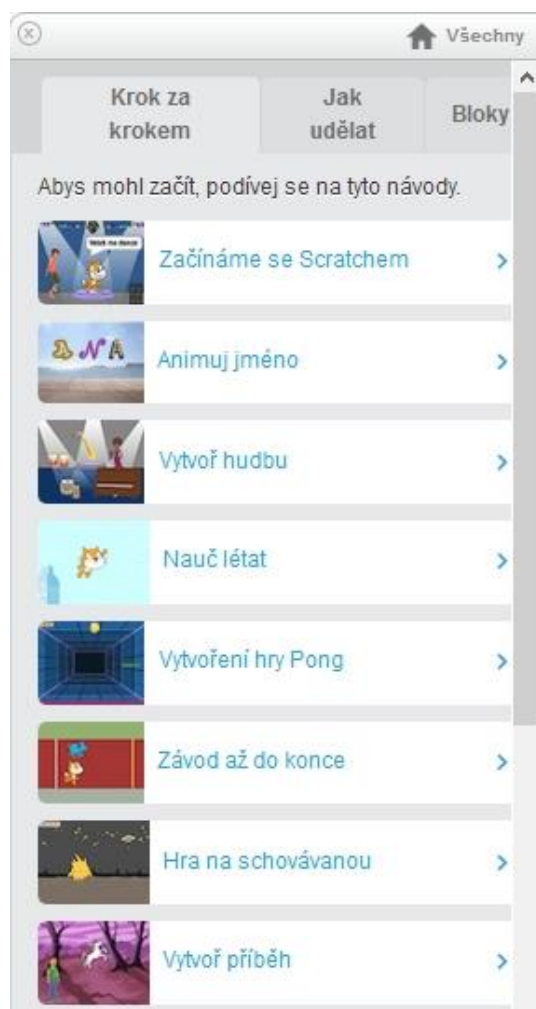 Všechny
Krok za krokem
Jak udělat
Bloky
Abys mohl začít, podívej se na tyto návody.
Začínáme se Scratchem
Animuj jméno
Vytvoř hudbu
Nauč létat
Vytvoření hry Pong
Závod až do konce
Hra na schovávanou
Vytvoř příběh